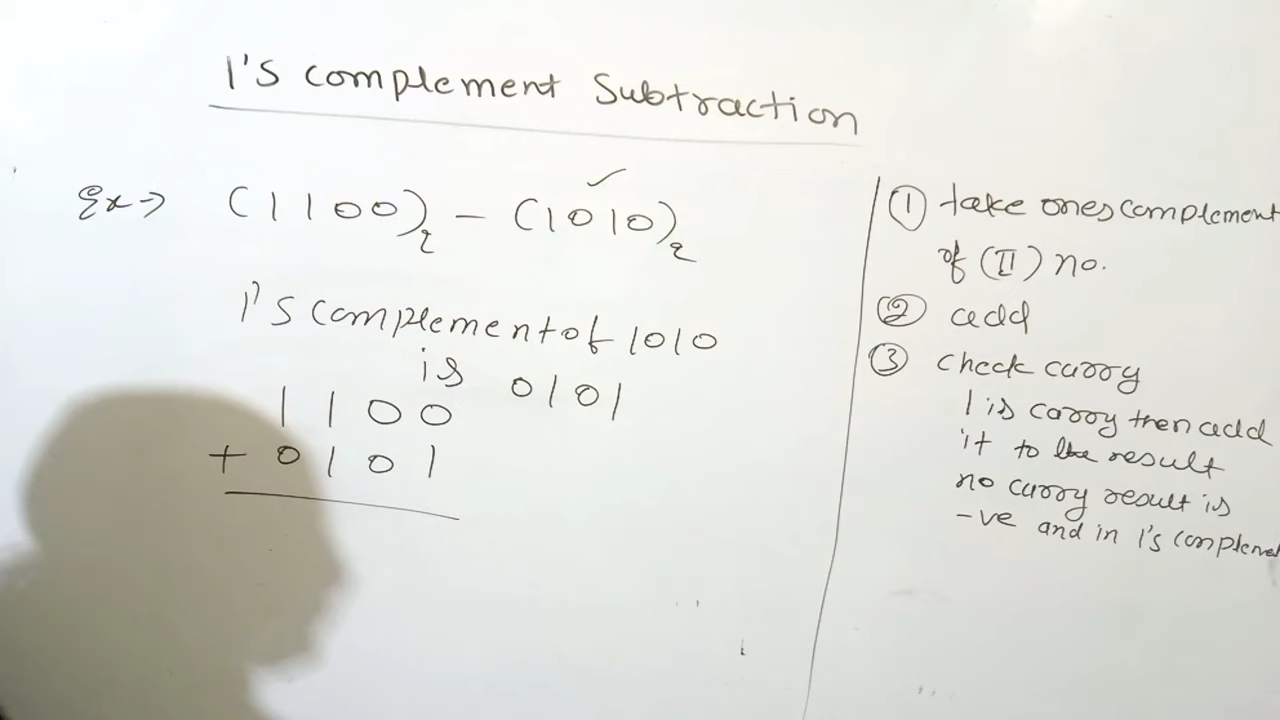 1'S complement Subtraction
Ex→ (1100)₂ - (1010)₂
1'S complement of 1010
is 0101
1100
+ 0101
① take ones complement
of (II) no.
② add
③ check carry
1 is carry then add
it to the result
no carry result is
-ve and in 1's complement